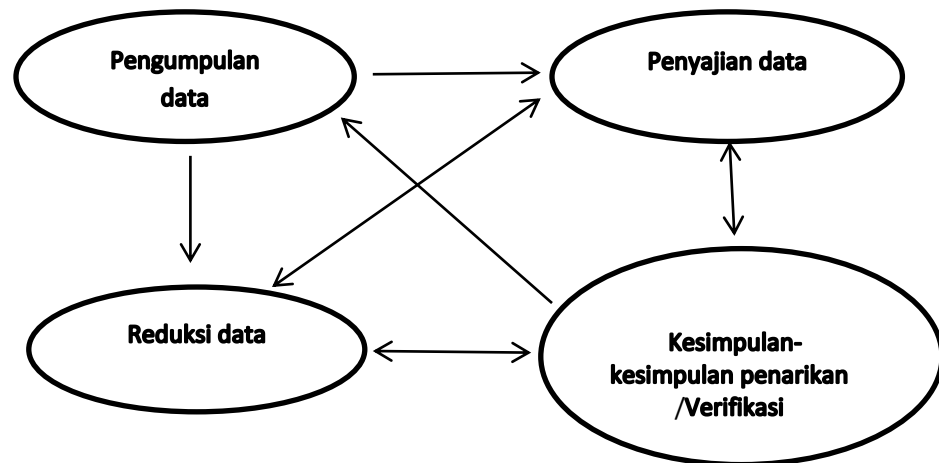 Pengumpulan
data
Penyajian data
Reduksi data
Kesimpulan-
kesimpulan penarikan
/Verifikasi